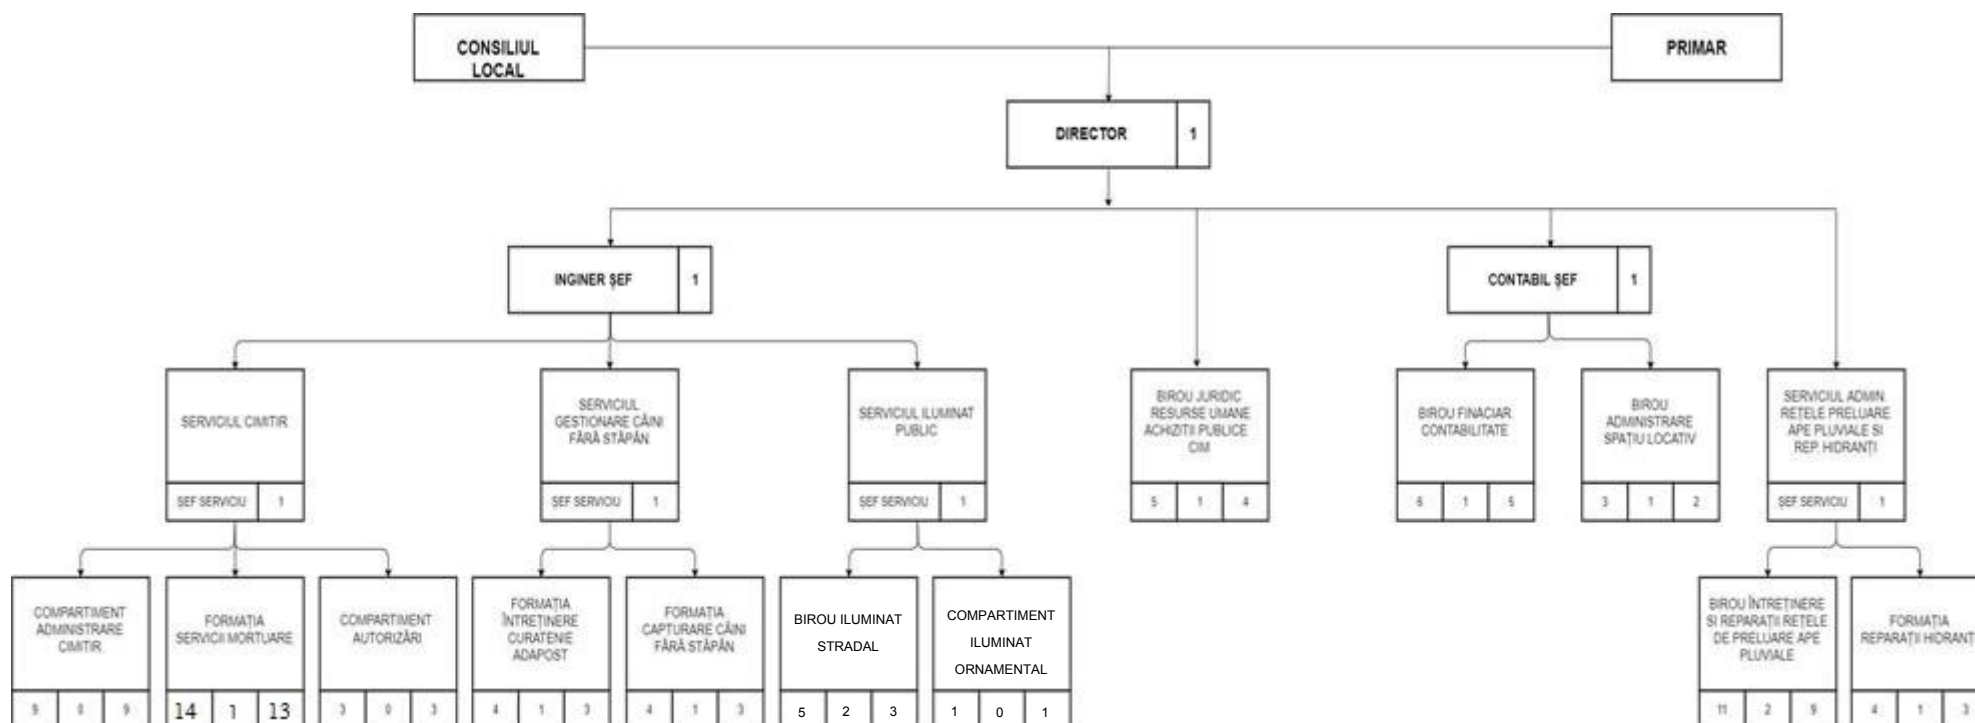 CONSILIUL
LOCAL
PRIMAR
DIRECTOR 1
INGINER ȘEF 1
CONTABIL ȘEF 1
SERVICIUL CIMITIR
ȘEF SERVICIU 1
SERVICIUL
GESTIONARE CÂINI
FĂRĂ STĂPÂN
ȘEF SERVICIU 1
SERVICIUL ILUMINAT
PUBLIC
ȘEF SERVICIU 1
BIROU JURIDIC
RESURSE UMANE
ACHIZITII PUBLICE
CIM
5 1 4
BIROU FINACIAR
CONTABILITATE
6 1 5
BIROU
ADMINISTRARE
SPAȚIU LOCATIV
3 1 2
SERVICIUL ADMIN.
REȚELE PRELUARE
APE PLUVIALE SI
REP. HIDRANȚI
ȘEF SERVICIU 1
COMPARTIMENT
ADMINISTRARE
CIMITIR
9 0 9
FORMAȚIA
SERVICII MORTUARE
14 1 13
COMPARTIMENT
AUTORIZĂRI
3 0 3
FORMAȚIA
ÎNTREȚINERE
CURATENIE
ADAPOST
4 1 3
FORMAȚIA
CAPTURARE CÂINI
FĂRĂ STĂPÂN
4 1 3
BIROU ILUMINAT
STRADAL
5 2 3
COMPARTIMENT
ILUMINAT
ORNAMENTAL
1 0 1
BIROU ÎNTREȚINERE
SI REPARAȚII REȚELE
DE PRELUARE APE
PLUVIALE
11 2 9
FORMAȚIA
REPARAȚII HIDRANȚI
4 1 3